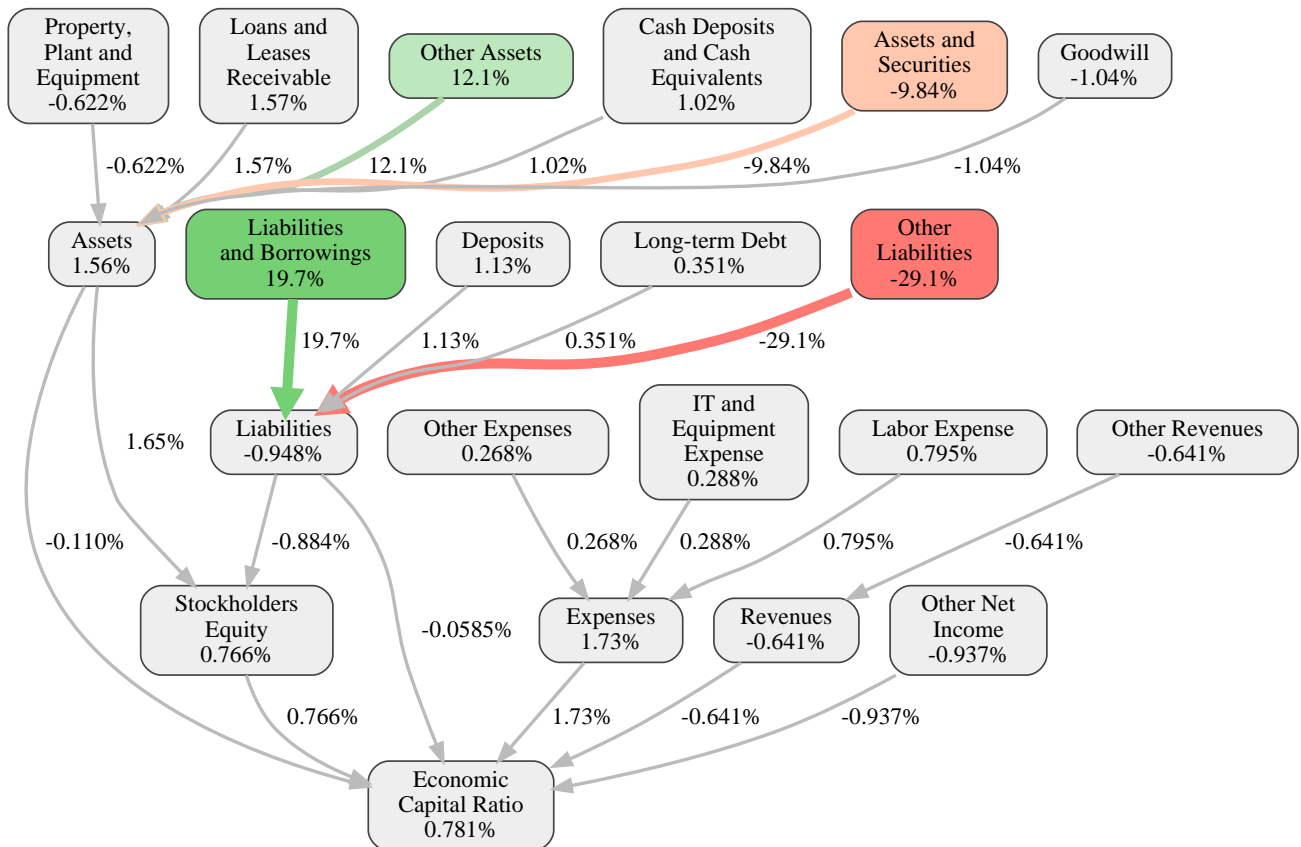 Property,
Plant and
Equipment
-0.622%
Loans and
Leases
Receivable
1.57%
Other Assets
12.1%
Cash Deposits
and Cash
Equivalents
1.02%
Assets and
Securities
-9.84%
Goodwill
-1.04%
-0.622%
1.57%
12.1%
1.02%
-9.84%
-1.04%
Assets
1.56%
Liabilities
and Borrowings
19.7%
Deposits
1.13%
Long-term Debt
0.351%
Other
Liabilities
-29.1%
19.7%
1.13%
0.351%
-29.1%
1.65%
Liabilities
-0.948%
Other Expenses
0.268%
IT and
Equipment
Expense
0.288%
Labor Expense
0.795%
Other Revenues
-0.641%
-0.110%
-0.884%
0.268%
0.288%
0.795%
-0.641%
Stockholders
Equity
0.766%
-0.0585%
Expenses
1.73%
Revenues
-0.641%
Other Net
Income
-0.937%
0.766%
1.73%
-0.641%
-0.937%
Economic
Capital Ratio
0.781%